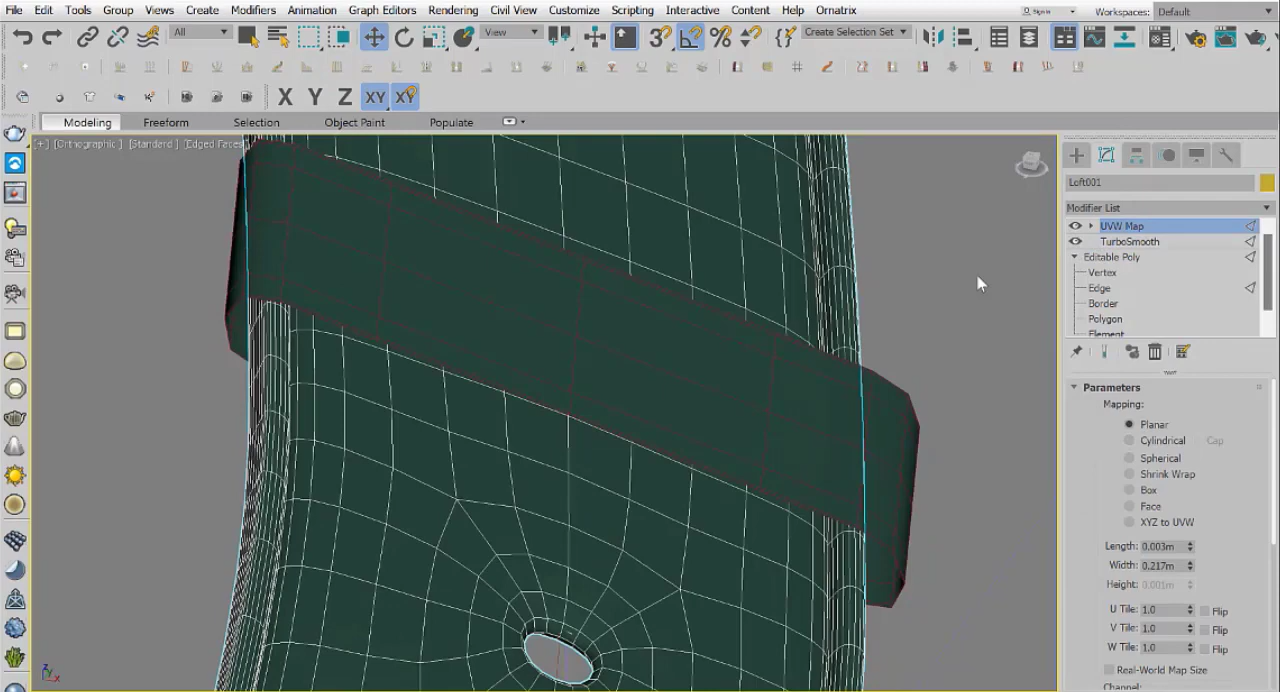 File Edit Tools Group Views Create Modifiers Animation Graph Editors Rendering Civil View Customize Scripting Interactive Content Help Ornatrix
Sign In Workspaces: Default
All View Create Selection Set
X Y Z XY XY
Modeling Freeform Selection Object Paint Populate
[+] [Orthographic ] [Standard ] [Edged Faces
Loft001
Modifier List
UVW Map
TurboSmooth
Editable Poly
Vertex
Edge
Border
Polygon
Element
Parameters
Mapping:
Planar
Cylindrical Cap
Spherical
Shrink Wrap
Box
Face
XYZ to UVW
Length: 0.003m
Width: 0.217m
Height: 0.001m
U Tile: 1.0 Flip
V Tile: 1.0 Flip
W Tile: 1.0 Flip
Real-World Map Size
Channel:
z
x